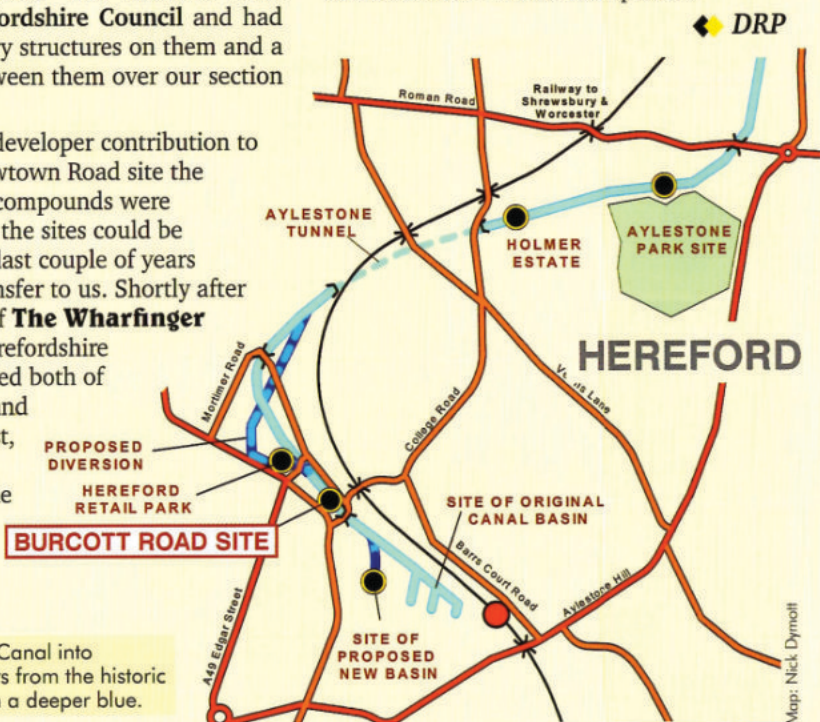 ordshire Council and had
y structures on them and a
ween them over our section
developer contribution to
wtown Road site the
compounds were
the sites could be
last couple of years
nsfer to us. Shortly after
f The Wharfinger
refordshire
ed both of
und
t,
e
Canal into
s from the historic
a deeper blue.
DRP
Roman Road
Railway to
Shrewsbury &
Worcester
AYLESTONE
TUNNEL
HOLMER
ESTATE
AYLESTONE
PARK SITE
HEREFORD
Mortimer Road
Lane
College Road
PROPOSED
DIVERSION
HEREFORD
RETAIL PARK
BURCOTT ROAD SITE
SITE OF ORIGINAL
CANAL BASIN
Barrs Court Road
Aylestone Hill
A49 Edgar Street
SITE OF
PROPOSED
NEW BASIN
Map: Nick Dymott